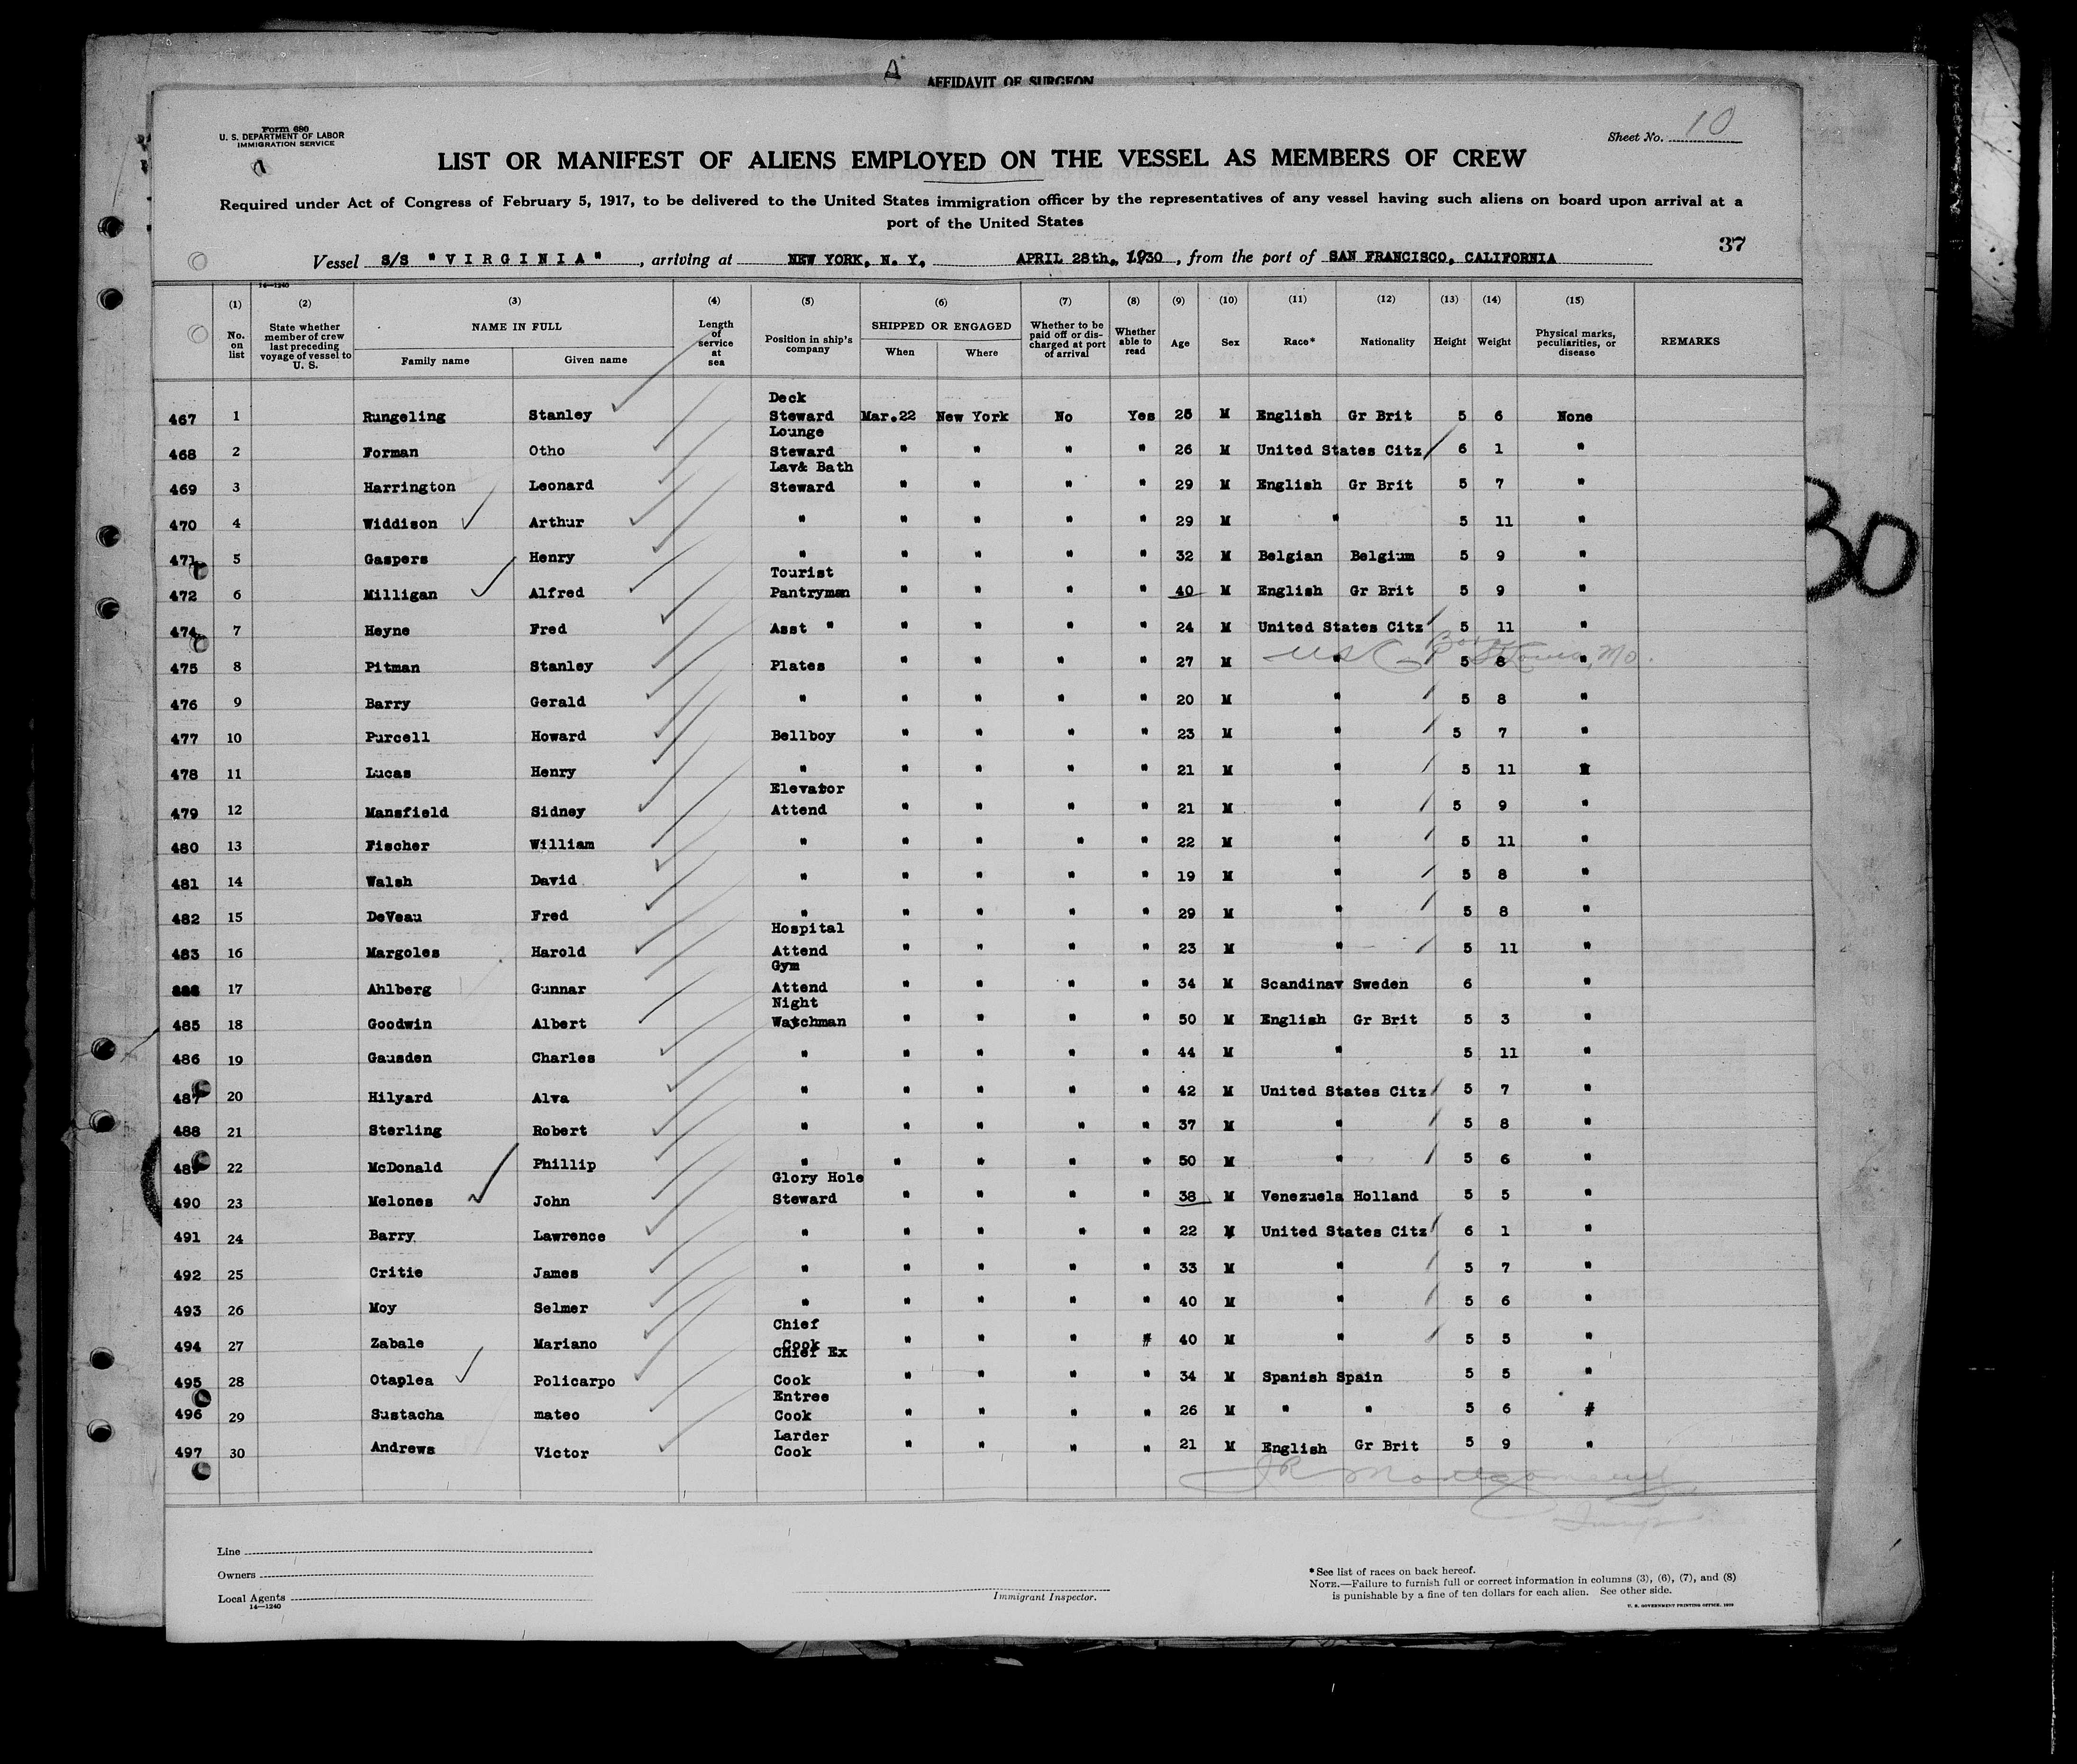 AFFIDAVIT OF SURGEON
Form 680
U. S. DEPARTMENT OF LABOR
IMMIGRATION SERVICE
Sheet No. 10
LIST OR MANIFEST OF ALIENS EMPLOYED ON THE VESSEL AS MEMBERS OF CREW
Required under Act of Congress of February 5, 1917, to be delivered to the United States immigration officer by the representatives of any vessel having such aliens on board upon arrival at a
port of the United States
37
Vessel S/S "VIRGINIA", arriving at NEW YORK, N. Y., APRIL 28th, 1930, from the port of SAN FRANCISCO, CALIFORNIA
14—1240
(1) (2) (3) (4) (5) (6) (7) (8) (9) (10) (11) (12) (13) (14) (15)
No. on list State whether member of crew last preceding voyage of vessel to U. S. NAME IN FULL Length of service at sea Position in ship's company SHIPPED OR ENGAGED Whether to be paid off or discharged at port of arrival Whether able to read Age Sex Race* Nationality Height Weight Physical marks, peculiarities, or disease REMARKS
Family name Given name When Where
467 1 Rungeling Stanley Deck Steward Mar.22 New York No Yes 25 M English Gr Brit 5 6 None
468 2 Forman Otho Lounge Steward " " " " 26 M United States Citz 6 1 "
469 3 Harrington Leonard Lav& Bath Steward " " " " 29 M English Gr Brit 5 7 "
470 4 Widdison Arthur " " " " " 29 M " 5 11 "
471 5 Gaspers Henry " " " " " 32 M Belgian Belgium 5 9 "
472 6 Milligan Alfred Tourist Pantryman " " " " 40 M English Gr Brit 5 9 "
474 7 Heyne Fred Asst " " " " " 24 M United States Citz 5 11 "
475 8 Pitman Stanley Plates " " " " 27 M " 5 8 "
USC Born St Louis, Mo.
476 9 Barry Gerald " " " " " 20 M " 5 8 "
477 10 Purcell Howard Bellboy " " " " 23 M " 5 7 "
478 11 Lucas Henry " " " " " 21 M " 5 11 "
479 12 Mansfield Sidney Elevator Attend " " " " 21 M " 5 9 "
480 13 Fischer William " " " " " 22 M " 5 11 "
481 14 Walsh David " " " " " 19 M " 5 8 "
482 15 DeVeau Fred " " " " " 29 M " 5 8 "
483 16 Margoles Harold Hospital Attend " " " " 23 M " 5 11 "
17 Ahlberg Gunnar Gym Attend " " " " 34 M Scandinav Sweden 6 "
485 18 Goodwin Albert Night Watchman " " " " 50 M English Gr Brit 5 3 "
486 19 Gausden Charles " " " " " 44 M " 5 11 "
487 20 Hilyard Alva " " " " " 42 M United States Citz 5 7 "
488 21 Sterling Robert " " " " " 37 M " 5 8 "
489 22 McDonald Phillip " " " " " 50 M " 5 6 "
490 23 Melones John Glory Hole Steward " " " " 38 M Venezuela Holland 5 5 "
491 24 Barry Lawrence " " " " " 22 M United States Citz 6 1 "
492 25 Critie James " " " " " 33 M " 5 7 "
493 26 Moy Selmer " " " " " 40 M " 5 6 "
494 27 Zabale Mariano Chief Cook " " " # 40 M " 5 5 "
495 28 Otaplea Policarpo Chief Ex Cook " " " " 34 M Spanish Spain 5 5 "
496 29 Sustacha mateo Entree Cook " " " " 26 M " " 5 6 #
497 30 Andrews Victor Larder Cook " " " " 21 M English Gr Brit 5 9 "
JR Montgomery
30
Line
Owners
Local Agents
14—1240
Immigrant Inspector.
* See list of races on back hereof.
NOTE.—Failure to furnish full or correct information in columns (3), (6), (7), and (8)
is punishable by a fine of ten dollars for each alien. See other side.
U. S. GOVERNMENT PRINTING OFFICE, 1929